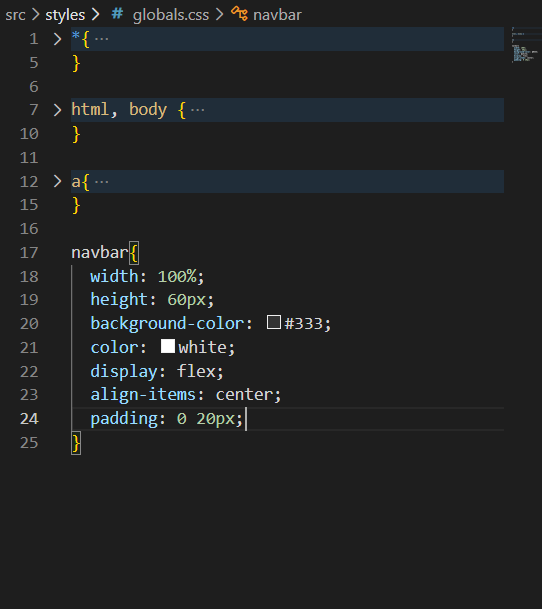 src > styles > # globals.css > navbar
1 > *{ ...
5 }
6
7 > html, body { ...
10 }
11
12 > a{ ...
15 }
16
17 navbar{
18 width: 100%;
19 height: 60px;
20 background-color: #333;
21 color: white;
22 display: flex;
23 align-items: center;
24 padding: 0 20px;
25 }